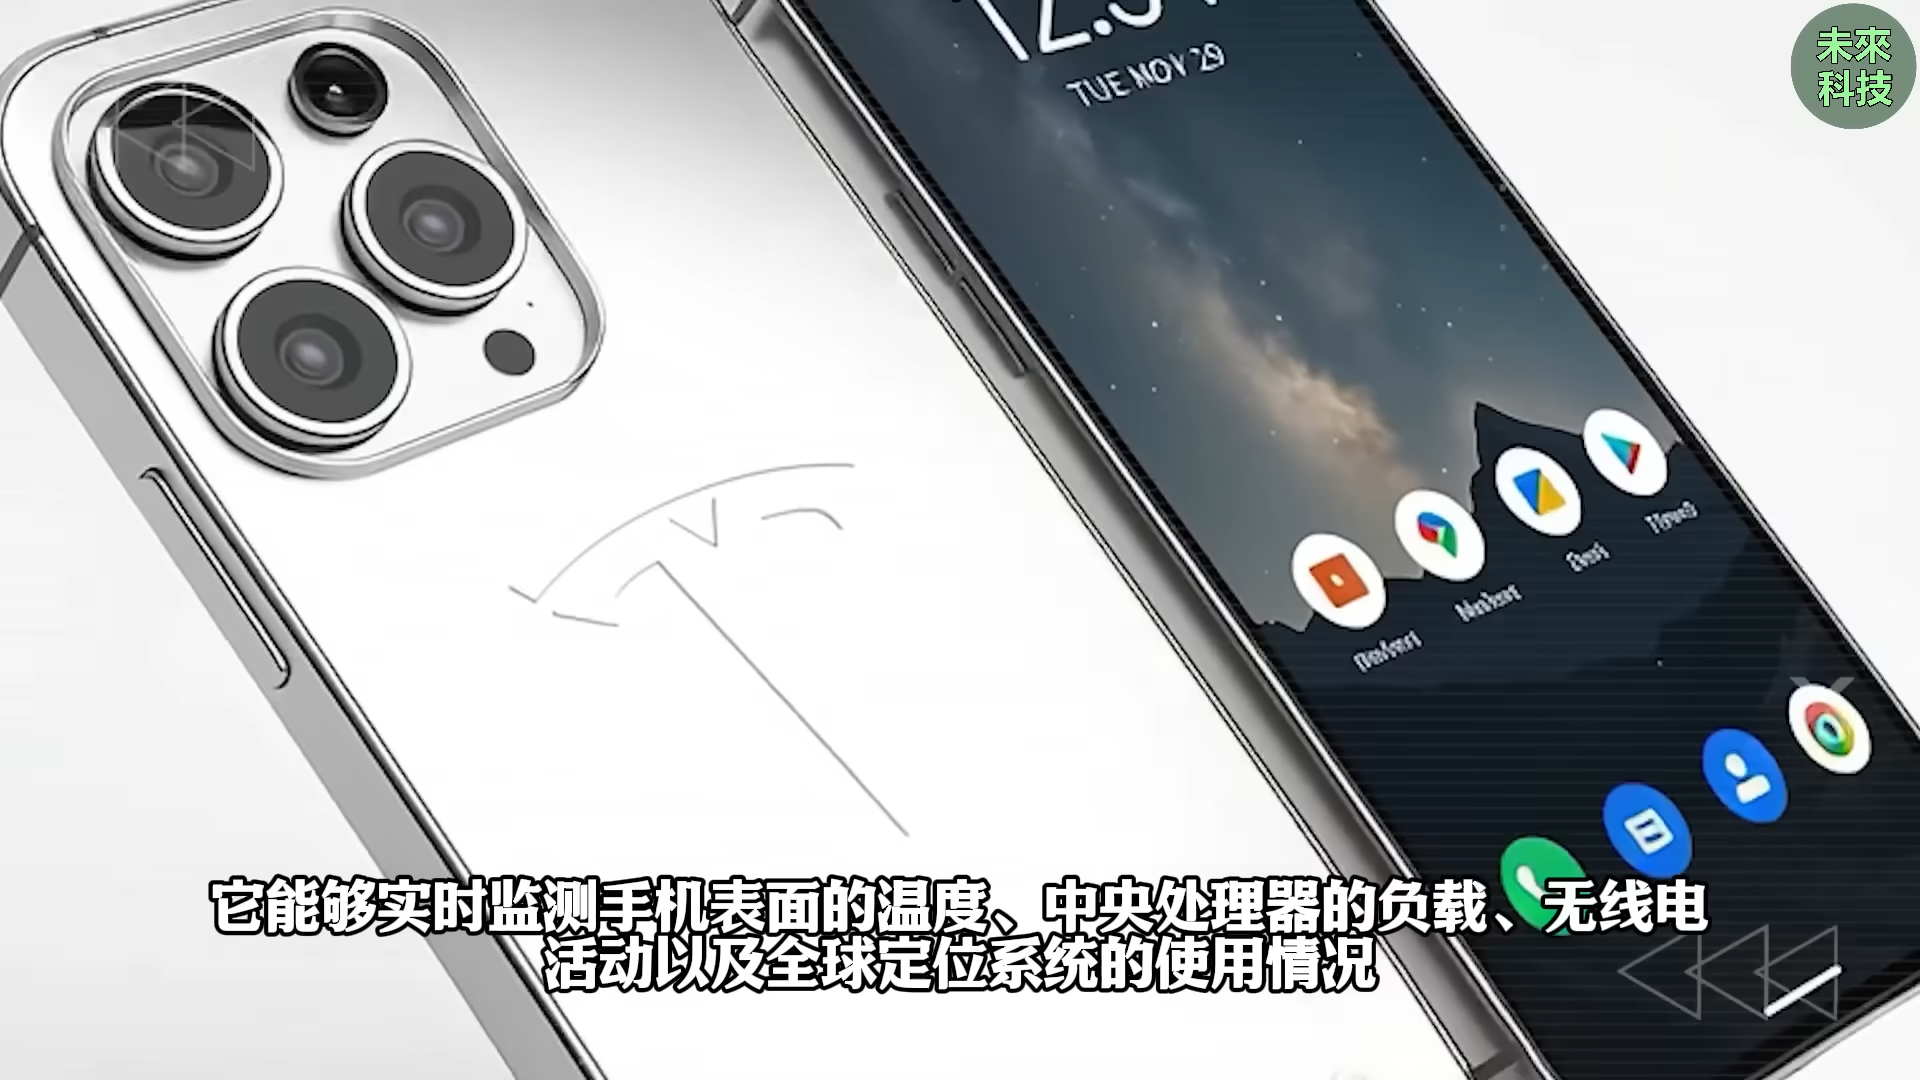 未來
科技
TUE NOV 29
它能够实时监测手机表面的温度、中央处理器的负载、无线电
活动以及全球定位系统的使用情况